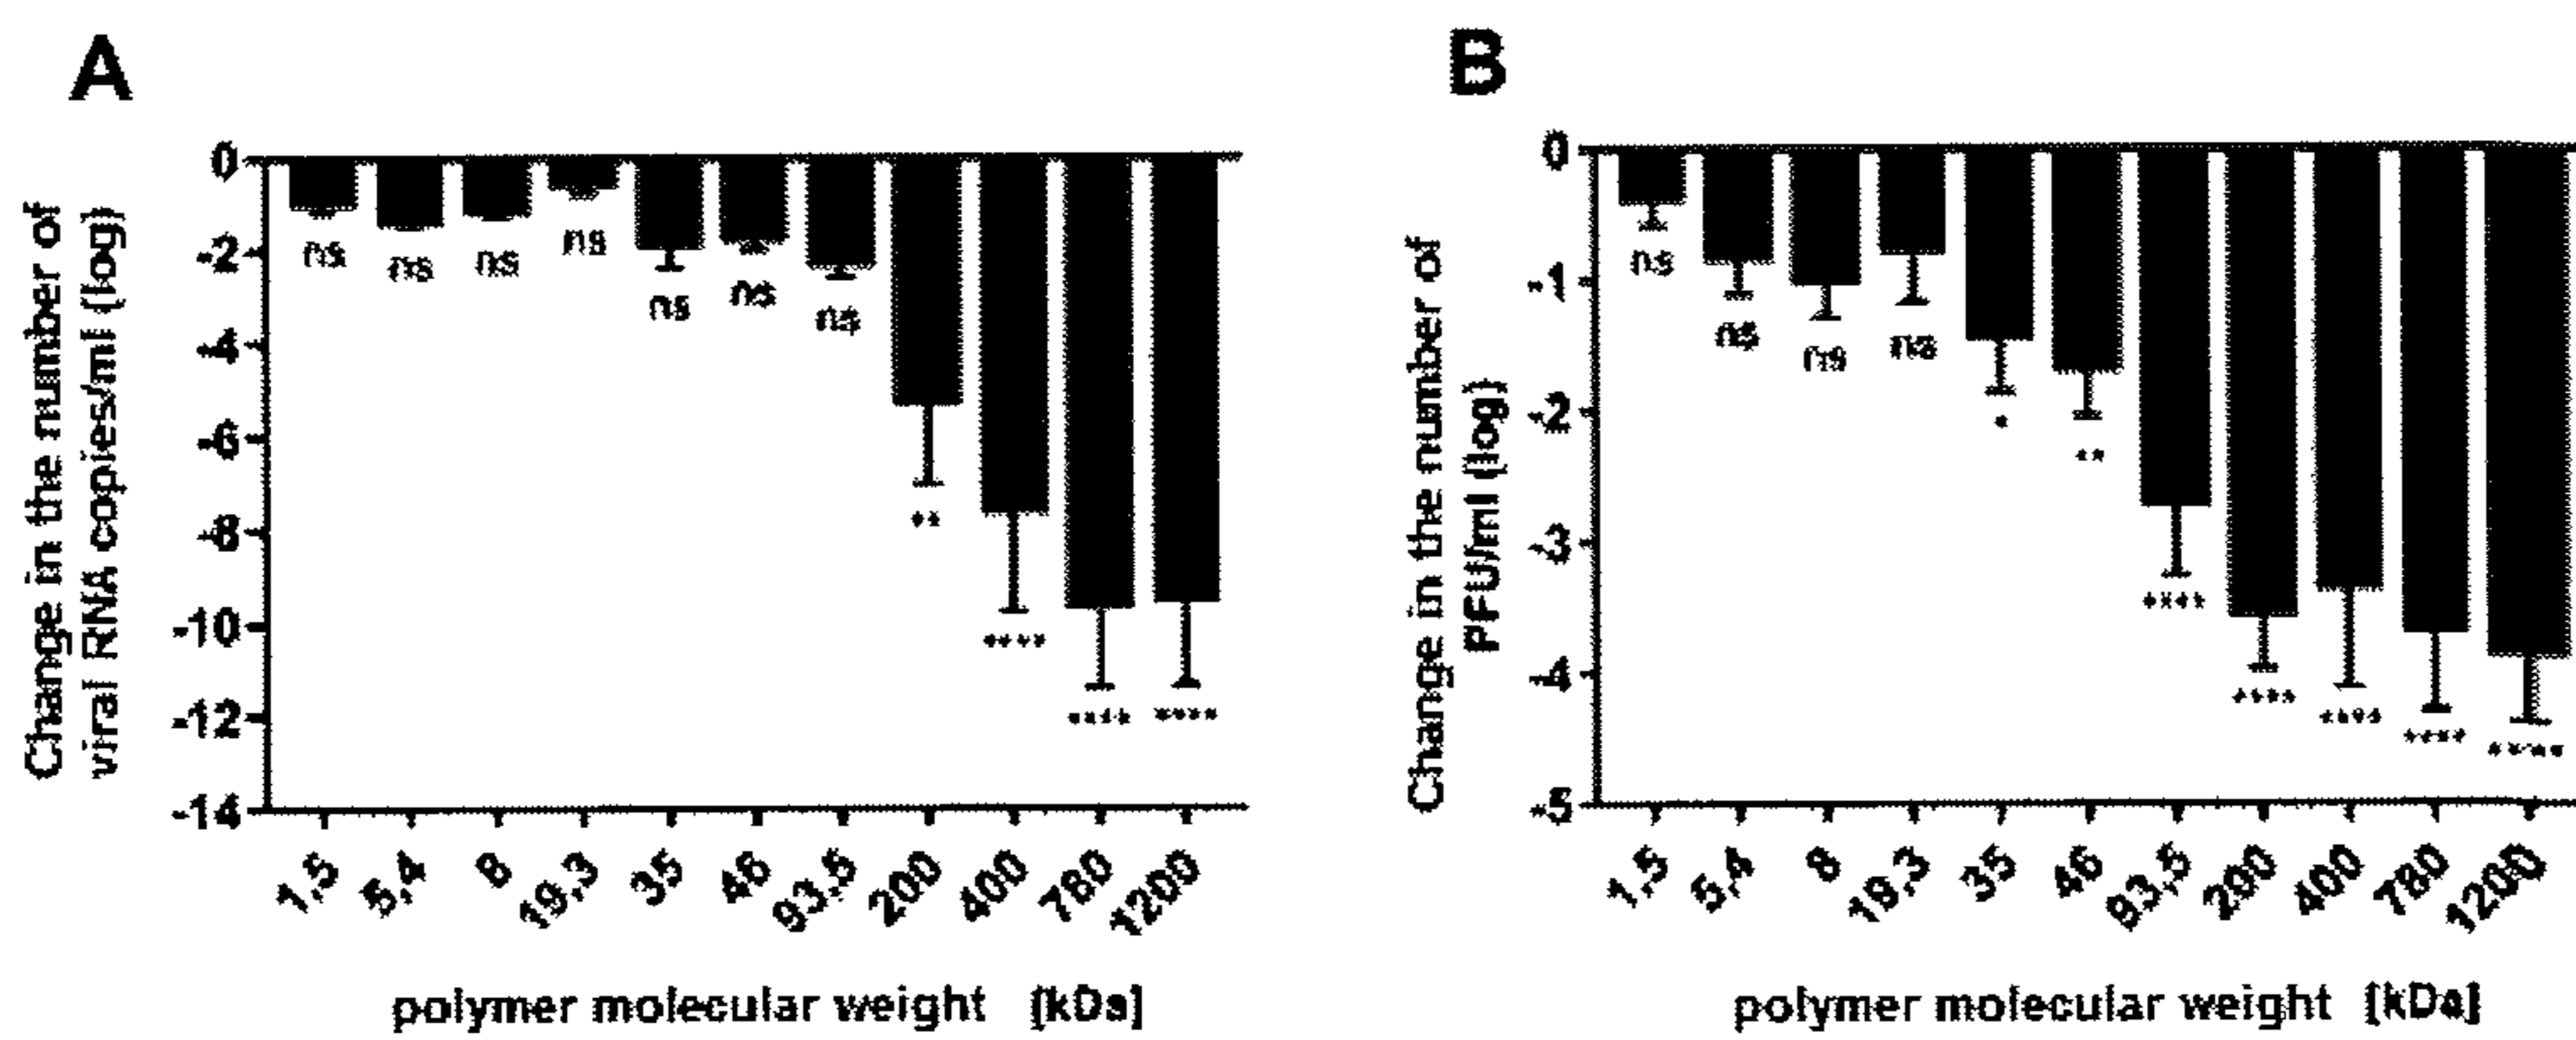 A
Change in the number of
viral RNA copies/ml (log)
0
-2
-4
-6
-8
-10
-12
-14
ns
ns
ns
ns
ns
ns
ns
**
****
****
****
1,5
5,4
8
19,3
35
46
93,5
200
400
780
1200
polymer molecular weight [kDa]
B
Change in the number of
PFU/ml (log)
0
-1
-2
-3
-4
-5
ns
ns
ns
ns
*
**
****
****
****
****
****
1,5
5,4
8
19,3
35
46
93,5
200
400
780
1200
polymer molecular weight [kDa]